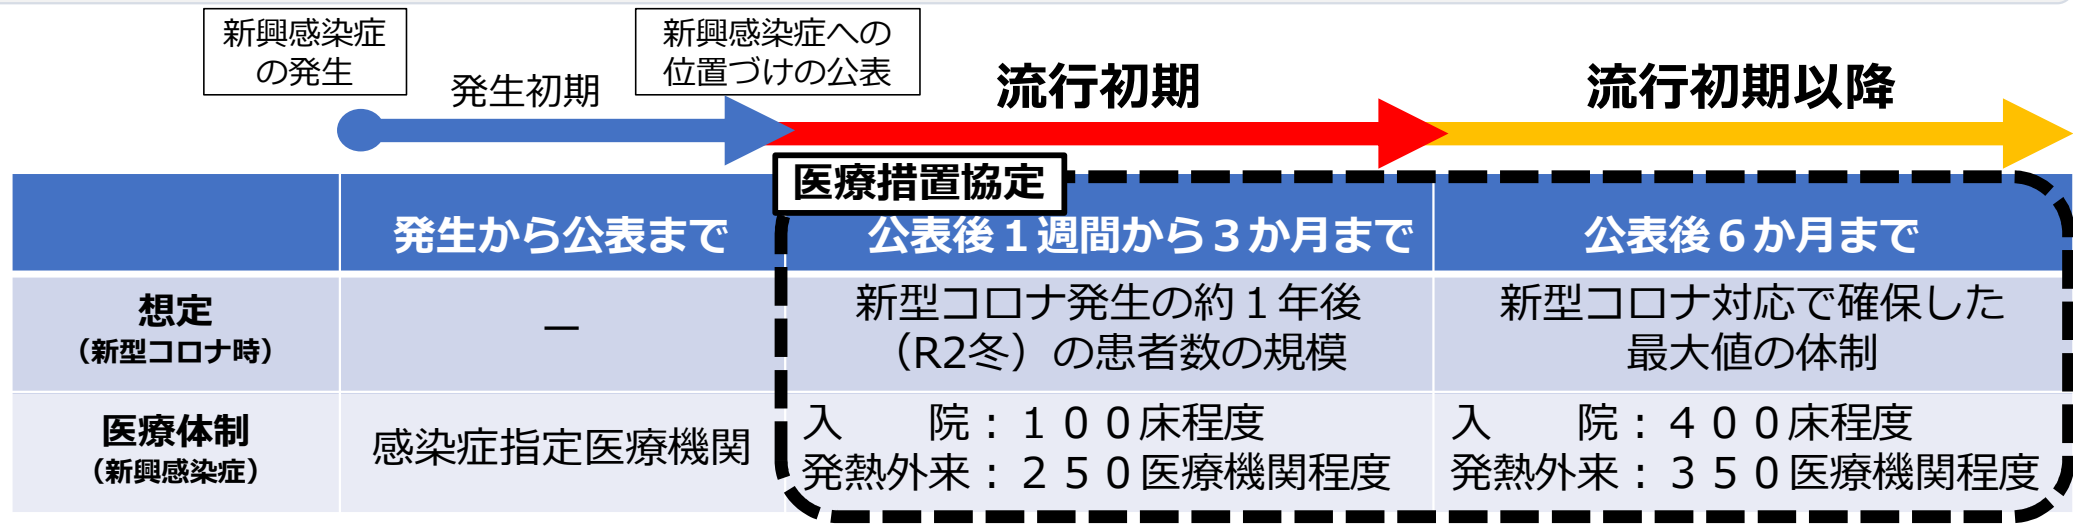 新興感染症
の発生
発生初期
新興感染症への
位置づけの公表
流行初期
流行初期以降
医療措置協定
発生から公表まで
公表後１週間から３か月まで
公表後６か月まで
想定
（新型コロナ時）
―
新型コロナ発生の約１年後
（R2冬）の患者数の規模
新型コロナ対応で確保した
最大値の体制
医療体制
（新興感染症）
感染症指定医療機関
入　　院：１００床程度
発熱外来：２５０医療機関程度
入　　院：４００床程度
発熱外来：３５０医療機関程度